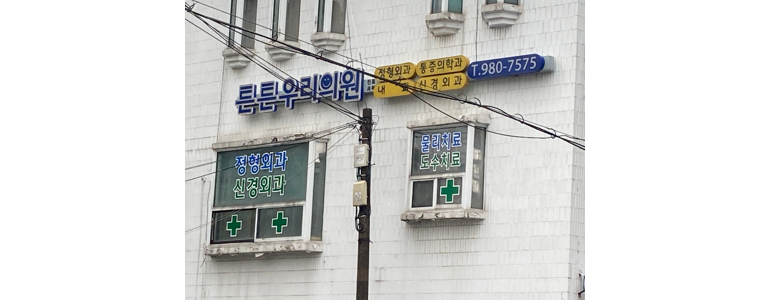 튼튼우리의원
정형외과 통증의학과
내 신경외과
T.980-7575
정형외과
신경외과
물리치료
도수치료